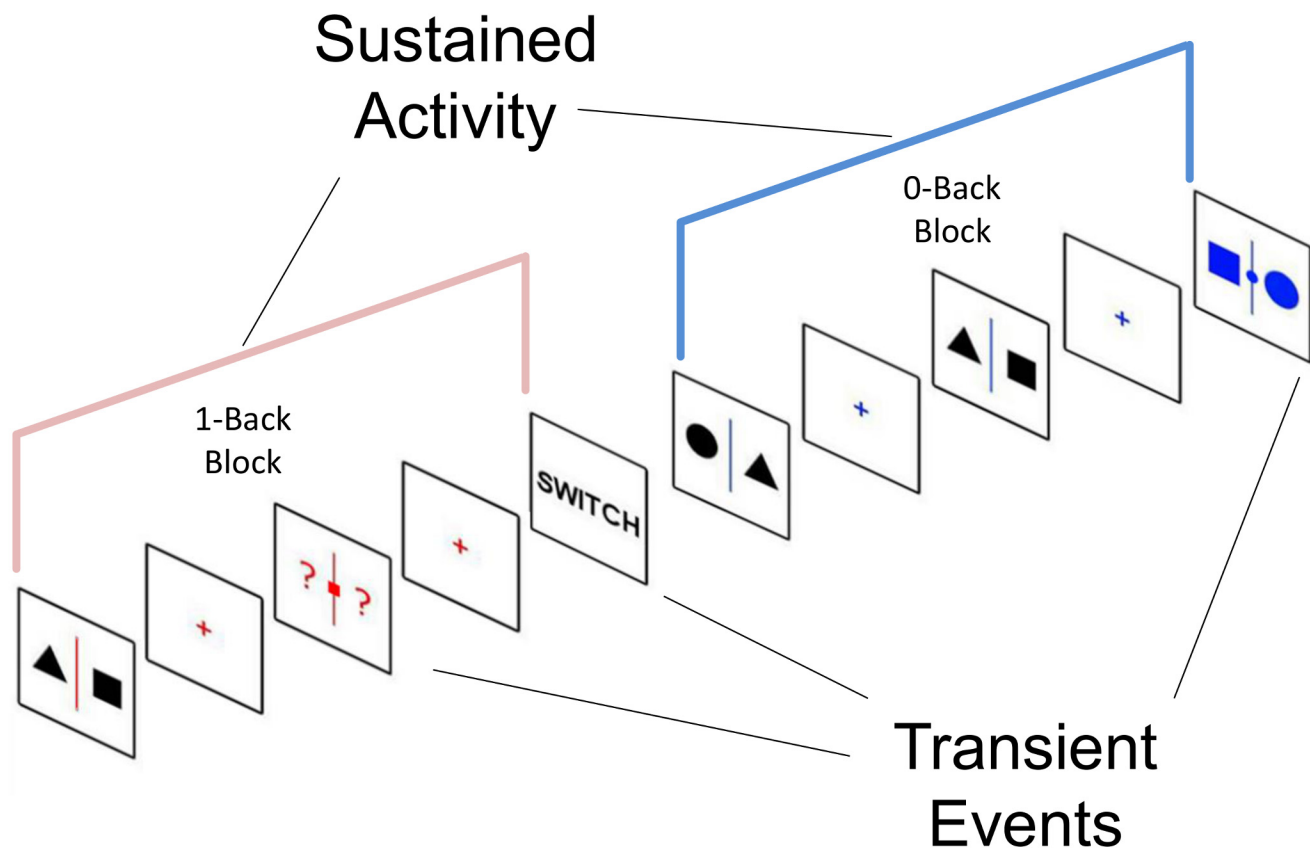 Sustained
Activity
0-Back
Block
1-Back
Block
SWITCH
? ?
Transient
Events